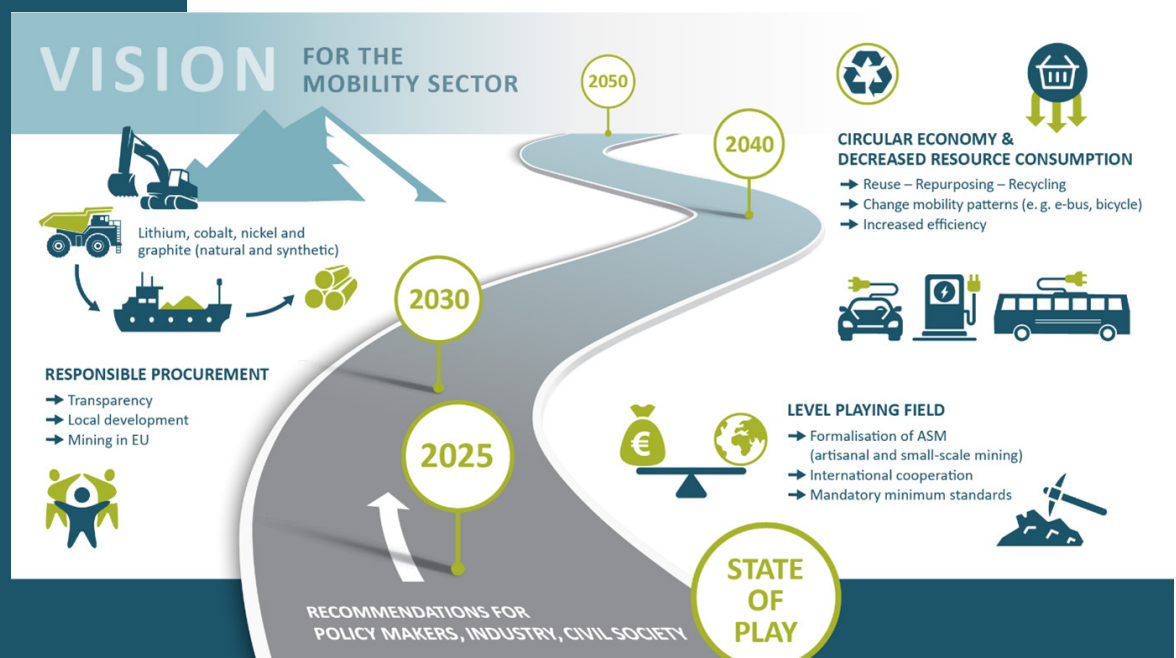 VISION
FOR THE
MOBILITY SECTOR
2050
2040
CIRCULAR ECONOMY &
DECREASED RESOURCE CONSUMPTION
Reuse – Repurposing – Recycling
Change mobility patterns (e. g. e-bus, bicycle)
Increased efficiency
Lithium, cobalt, nickel and
graphite (natural and synthetic)
2030
RESPONSIBLE PROCUREMENT
Transparency
Local development
Mining in EU
2025
€
LEVEL PLAYING FIELD
Formalisation of ASM
(artisanal and small-scale mining)
International cooperation
Mandatory minimum standards
STATE
OF
PLAY
RECOMMENDATIONS FOR
POLICY MAKERS, INDUSTRY, CIVIL SOCIETY